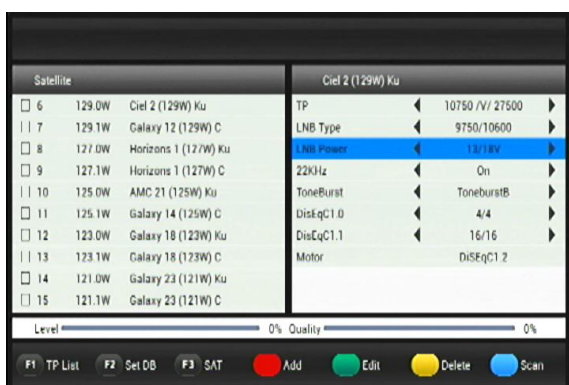 Satellite
6 129.0W Ciel 2 (129W) Ku
7 129.1W Galaxy 12 (129W) C
8 127.0W Horizons 1 (127W) Ku
9 127.1W Horizons 1 (127W) C
10 125.0W AMC 21 (125W) Ku
11 125.1W Galaxy 14 (125W) C
12 123.0W Galaxy 18 (123W) Ku
13 123.1W Galaxy 18 (123W) C
14 121.0W Galaxy 23 (121W) Ku
15 121.1W Galaxy 23 (121W) C
Ciel 2 (129W) Ku
TP 10750 /V/ 27500
LNB Type 9750/10600
LNB Power 13/18V
22KHz On
ToneBurst ToneburstB
DisEqC1.0 4/4
DisEqC1.1 16/16
Motor DiSEqC1.2
Level 0% Quality 0%
F1 TP List F2 Set DB F3 SAT Add Edit Delete Scan